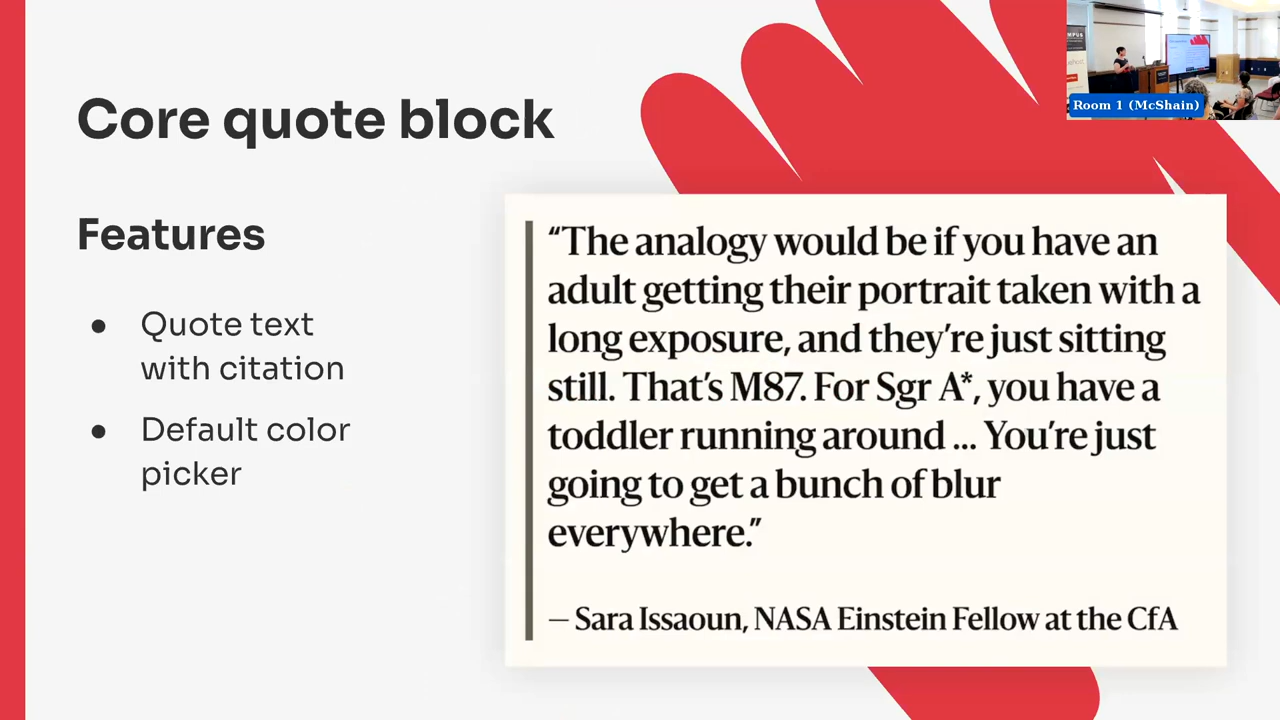 Core quote block
Features
● Quote text
with citation
● Default color
picker
“The analogy would be if you have an
adult getting their portrait taken with a
long exposure, and they’re just sitting
still. That’s M87. For Sgr A*, you have a
toddler running around ... You’re just
going to get a bunch of blur
everywhere.”
— Sara Issaoun, NASA Einstein Fellow at the CfA
Room 1 (McShain)